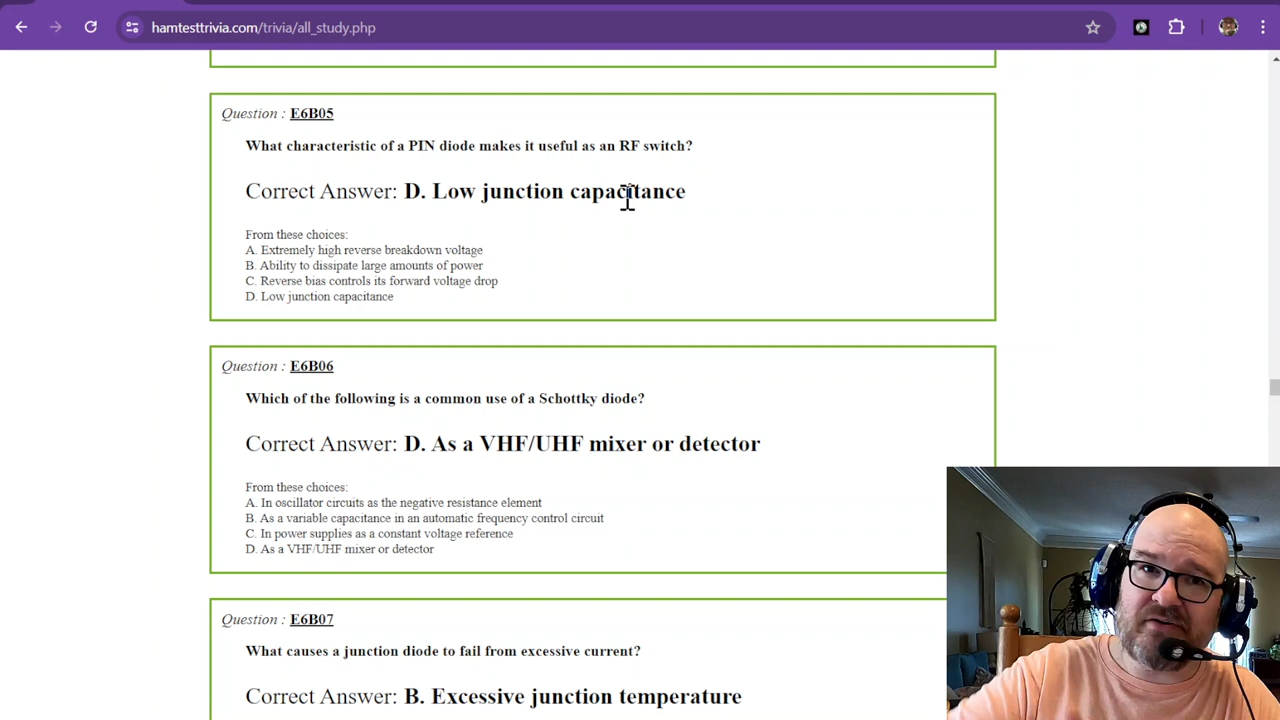 hamtesttrivia.com/trivia/all_study.php
Question : E6B05
What characteristic of a PIN diode makes it useful as an RF switch?
Correct Answer: D. Low junction capacitance
From these choices:
A. Extremely high reverse breakdown voltage
B. Ability to dissipate large amounts of power
C. Reverse bias controls its forward voltage drop
D. Low junction capacitance
Question : E6B06
Which of the following is a common use of a Schottky diode?
Correct Answer: D. As a VHF/UHF mixer or detector
From these choices:
A. In oscillator circuits as the negative resistance element
B. As a variable capacitance in an automatic frequency control circuit
C. In power supplies as a constant voltage reference
D. As a VHF/UHF mixer or detector
Question : E6B07
What causes a junction diode to fail from excessive current?
Correct Answer: B. Excessive junction temperature